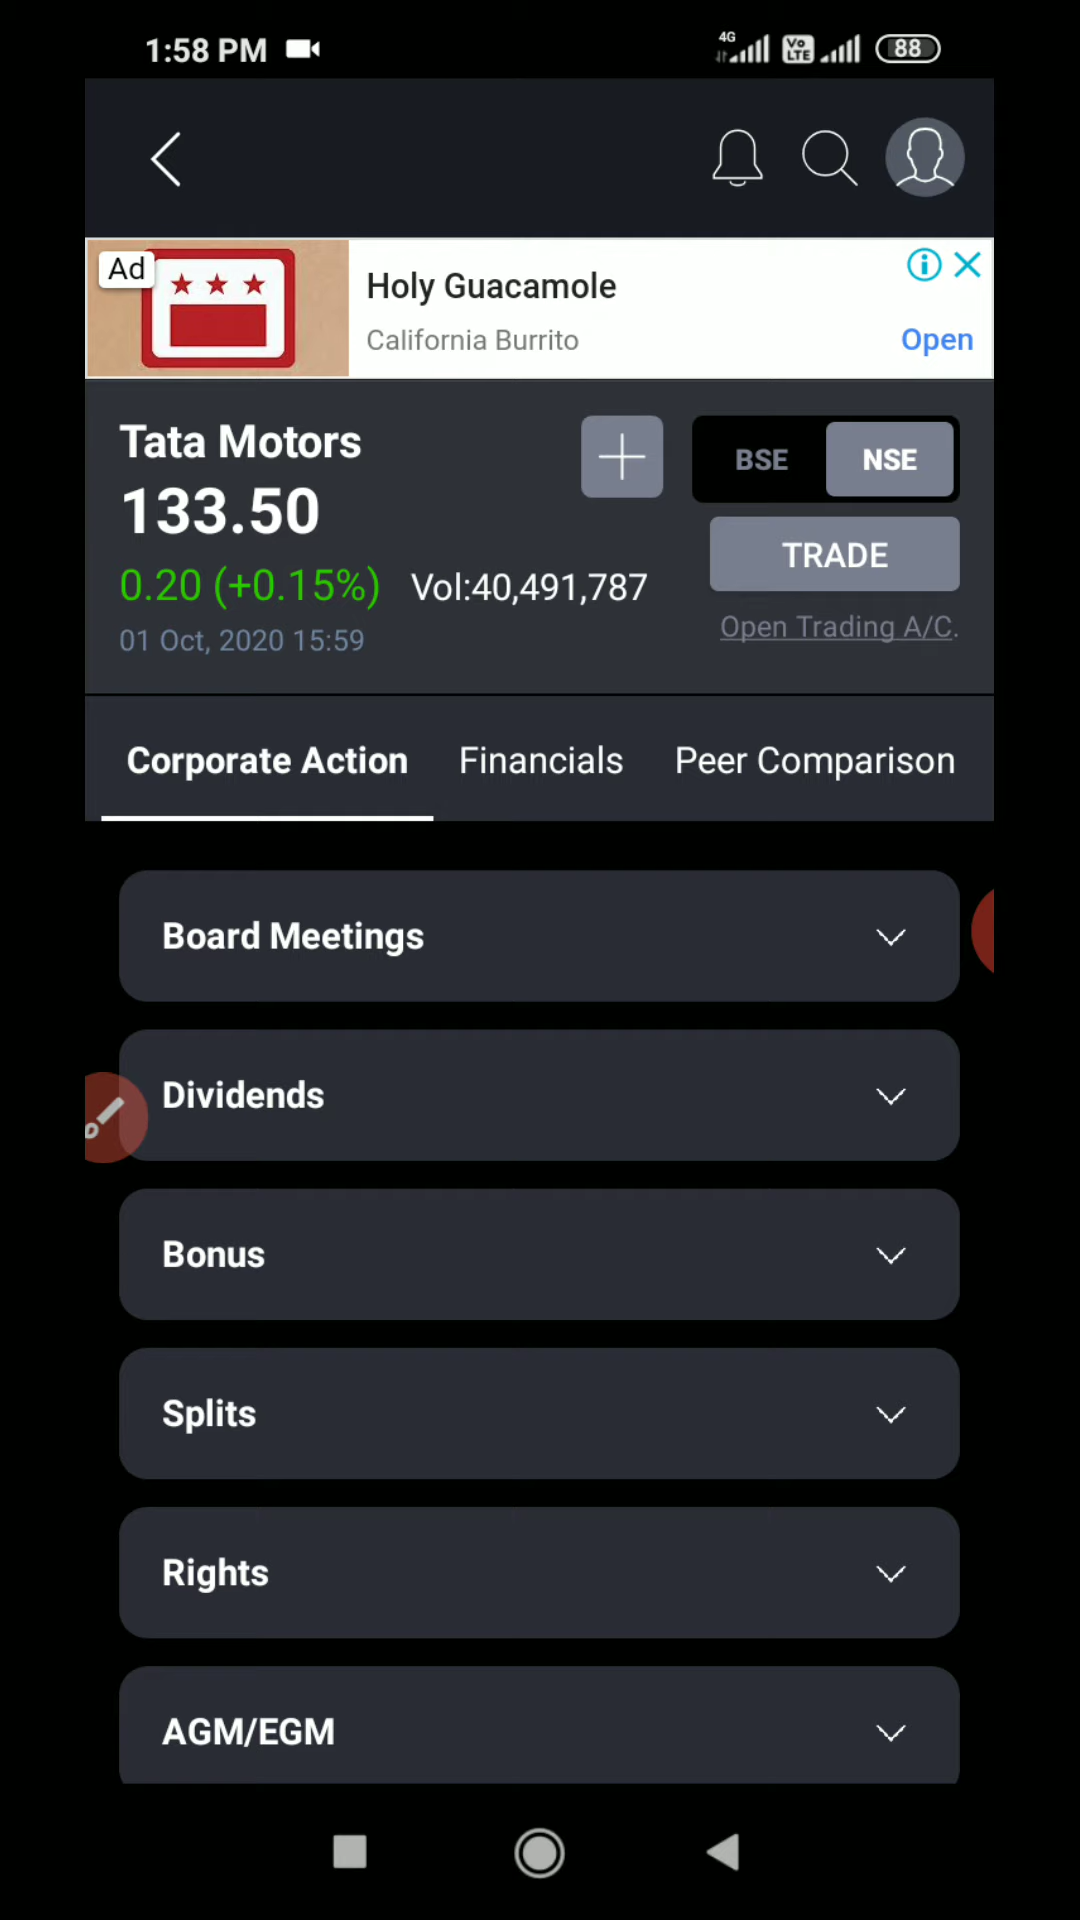 1:58 PM
4G
Vo LTE
88
Ad
Holy Guacamole
California Burrito
Open
Tata Motors
BSE
NSE
133.50
TRADE
0.20 (+0.15%)
Vol:40,491,787
01 Oct, 2020 15:59
Open Trading A/C.
Corporate Action
Financials
Peer Comparison
Board Meetings
Dividends
Bonus
Splits
Rights
AGM/EGM